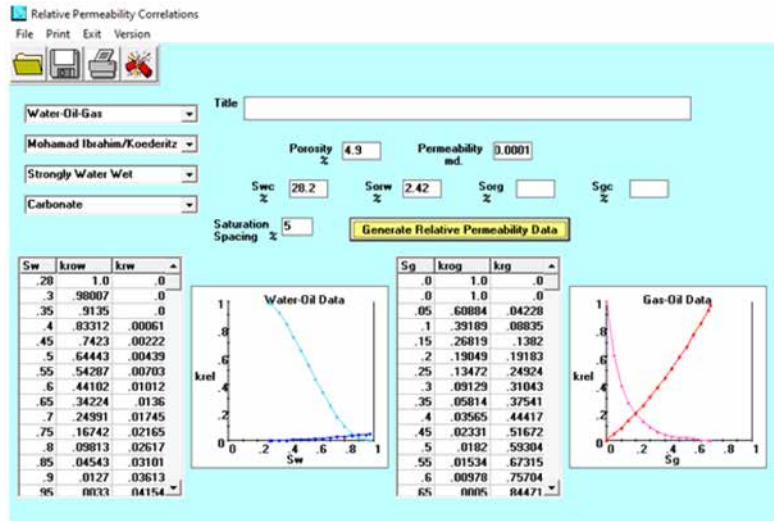 Relative Permeability Correlations
File Print Exit Version
Water-Oil-Gas
Title
Mohamad Ibrahim/Koederitz
Porosity % 4.9 Permeability md. 0.0001
Strongly Water Wet
Swc % 28.2 Sorw % 2.42 Sorg % Sgc %
Carbonate
Saturation Spacing % 5 Generate Relative Permeability Data
Sw krow krw
.28 1.0 .0
.3 .98007 .0
.35 .9135 .0
.4 .83312 .00061
.45 .7423 .00222
.5 .64443 .00439
.55 .54287 .00703
.6 .44102 .01012
.65 .34224 .0136
.7 .24991 .01745
.75 .16742 .02165
.8 .09813 .02617
.85 .04543 .03101
.9 .0127 .03613
.95 .0033 .04154
Water-Oil Data
1
.8
.6
krel
.4
.2
0 .2 .4 .6 .8 1
Sw
Sg krog krg
.0 1.0 .0
.0 1.0 .0
.05 .60884 .04228
.1 .39189 .08835
.15 .26819 .1382
.2 .19049 .19183
.25 .13472 .24924
.3 .09129 .31043
.35 .05814 .37541
.4 .03565 .44417
.45 .02331 .51672
.5 .0182 .59304
.55 .01534 .67315
.6 .00978 .75704
.65 .0005 .84471
Gas-Oil Data
1
.8
.6
krel
.4
.2
0 .2 .4 .6 .8 1
Sg